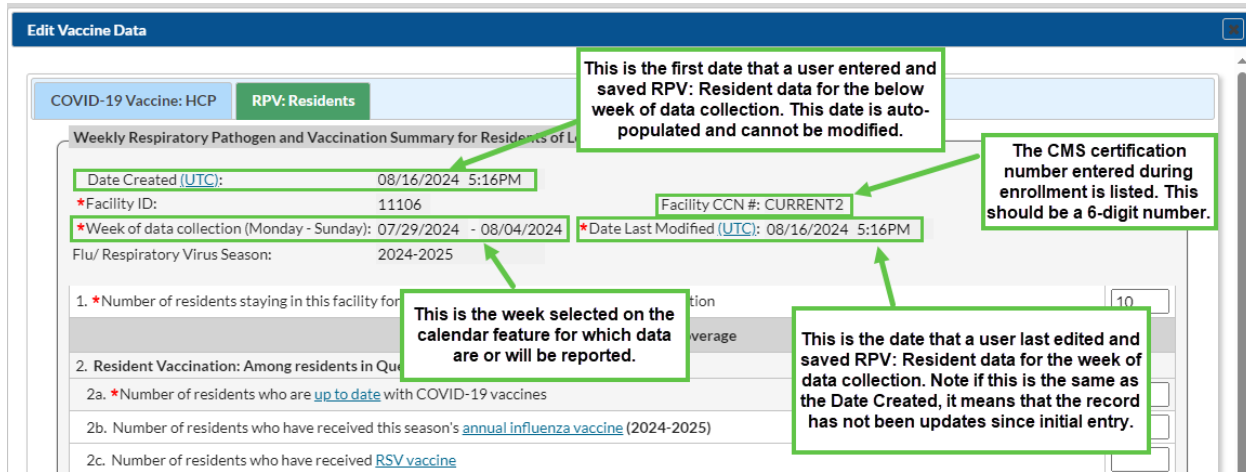 Edit Vaccine Data
COVID-19 Vaccine: HCP
RPV: Residents
This is the first date that a user entered and
saved RPV: Resident data for the below
week of data collection. This date is auto-
populated and cannot be modified.
Weekly Respiratory Pathogen and Vaccination Summary for Residents of
The CMS certification
number entered during
enrollment is listed. This
should be a 6-digit number.
Date Created (UTC): 08/16/2024 5:16PM
*Facility ID: 11106 Facility CCN #: CURRENT2
*Week of data collection (Monday - Sunday): 07/29/2024 - 08/04/2024 *Date Last Modified (UTC): 08/16/2024 5:16PM
Flu/ Respiratory Virus Season: 2024-2025
1. *Number of residents staying in this facility for 10
This is the week selected on the
calendar feature for which data
are or will be reported.
This is the date that a user last edited and
saved RPV: Resident data for the week of
data collection. Note if this is the same as
the Date Created, it means that the record
has not been updates since initial entry.
2. Resident Vaccination: Among residents in
2a. *Number of residents who are up to date with COVID-19 vaccines
2b. Number of residents who have received this season's annual influenza vaccine (2024-2025)
2c. Number of residents who have received RSV vaccine